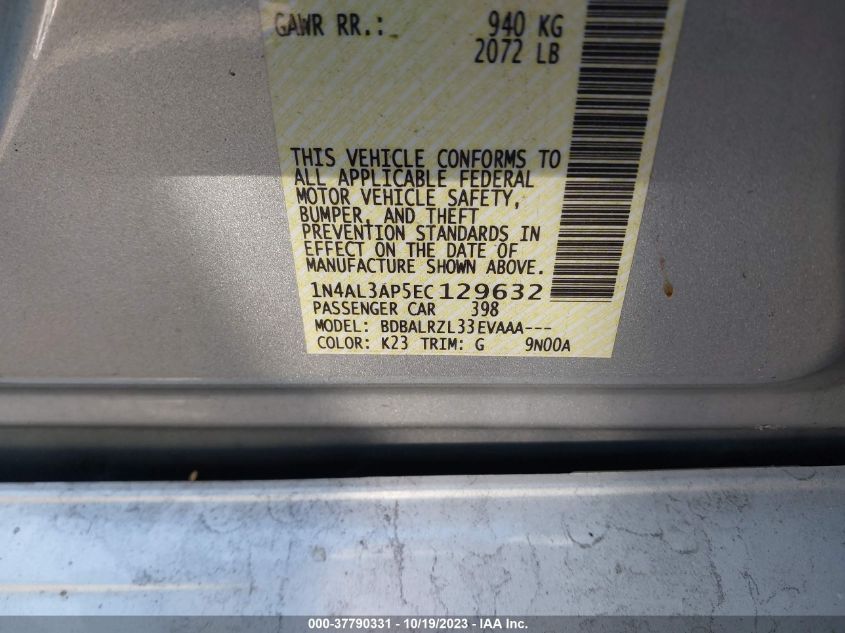 GAWR RR.: 940 KG
2072 LB
THIS VEHICLE CONFORMS TO
ALL APPLICABLE FEDERAL
MOTOR VEHICLE SAFETY,
BUMPER, AND THEFT
PREVENTION STANDARDS IN
EFFECT ON THE DATE OF
MANUFACTURE SHOWN ABOVE.
1N4AL3AP5EC129632
PASSENGER CAR 398
MODEL: BDBALRZL33EVAAA---
COLOR: K23 TRIM: G 9N00A
000-37790331 - 10/19/2023 - IAA Inc.